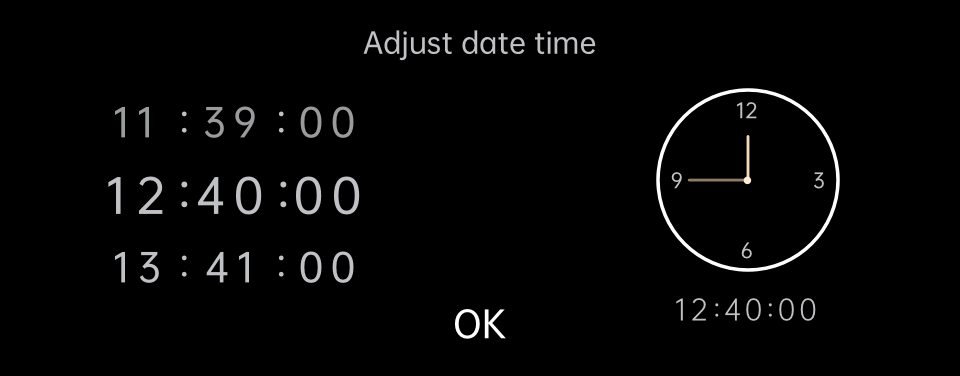 Adjust date time
11 : 39 : 00
12 : 40 : 00
13 : 41 : 00
12
9
3
6
12:40:00
OK